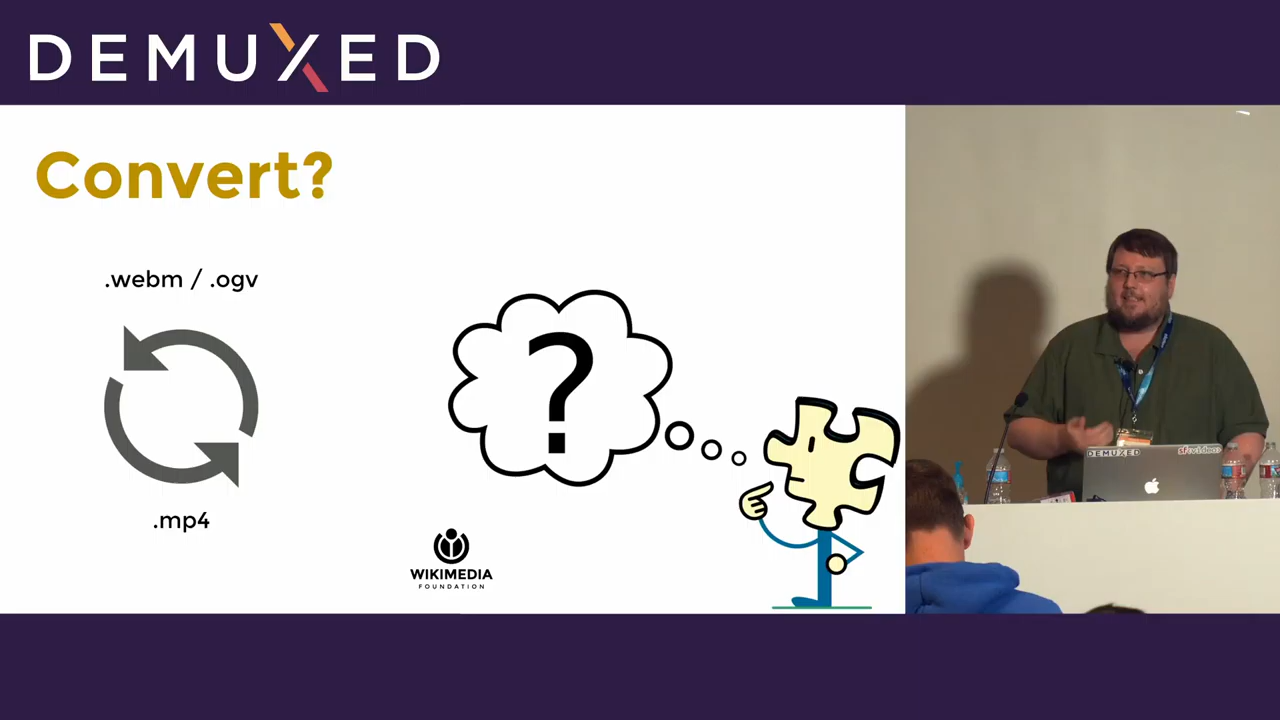 DEMUXED
Convert?
.webm / .ogv
?
.mp4
WIKIMEDIA
FOUNDATION
DEMUXED